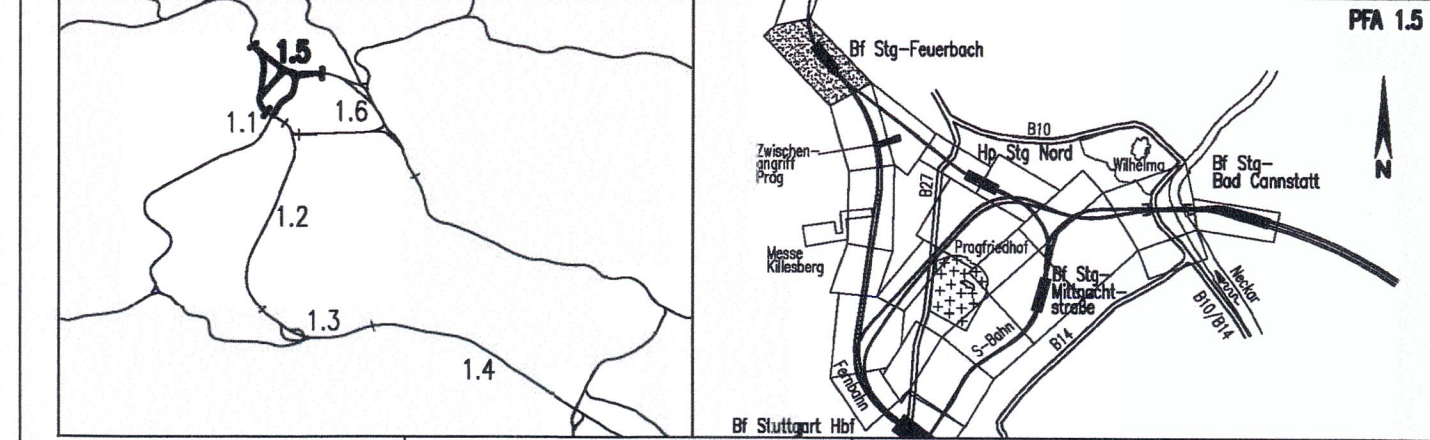 1.5
1.6
1.1
1.2
1.3
1.4
PFA 1.5
Bf Stg-Feuerbach
B10
Zwischen-
angriff
Prag
Hp Stg Nord
Wilhelma
Bf Stg-
Bad Cannstatt
N
B27
Messe
Killesberg
Pragfriedhof
Bf Stg-
Mittnacht-
straße
Neckar
B10/B14
S-Bahn
B14
Fernbahn
Bf Stuttgart Hbf